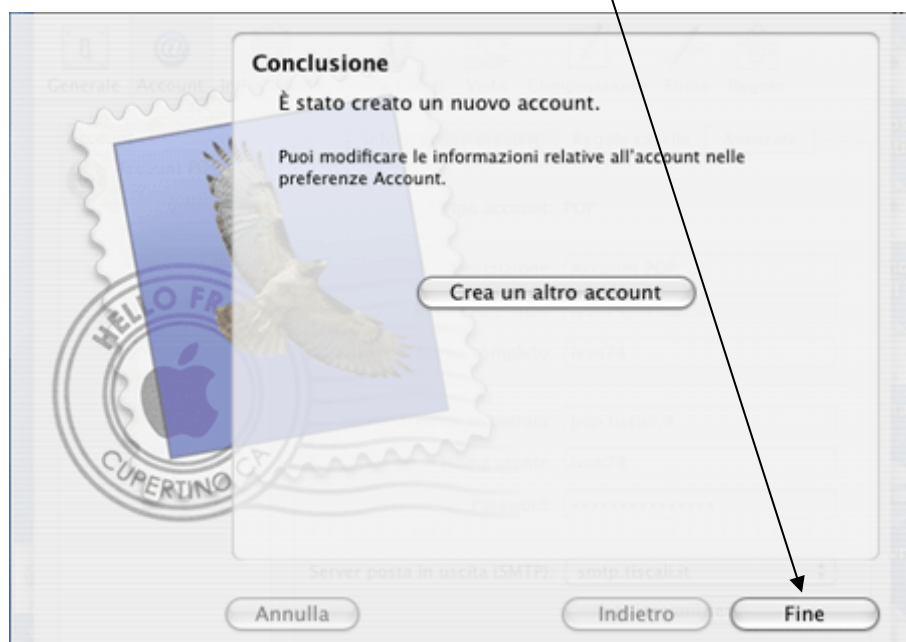 Conclusione
È stato creato un nuovo account.
Puoi modificare le informazioni relative all'account nelle
preferenze Account.
Crea un altro account
HELLO FR
CUPERTINO CA
Generale Account
Server posta in uscita (SMTP): smtp.tiscali.it
Annulla Indietro Fine